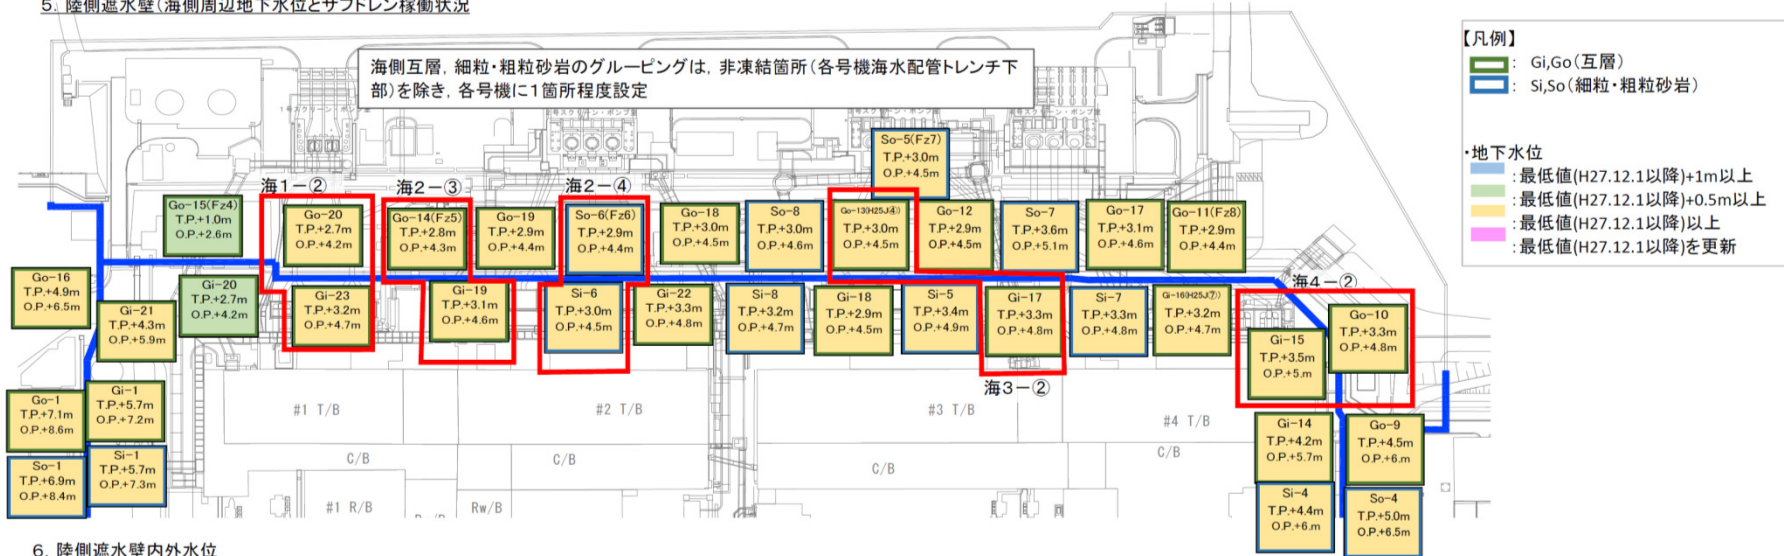 5. 陸側遮水壁(海側周辺地下水位とサブドレン稼働状況
海側互層, 細粒・粗粒砂岩のグルーピングは, 非凍結箇所(各号機海水配管トレンチ下
部)を除き, 各号機に1箇所程度設定
【凡例】
: Gi,Go(互層)
: Si,So(細粒・粗粒砂岩)
・地下水位
:最低値(H27.12.1以降)+1m以上
:最低値(H27.12.1以降)+0.5m以上
:最低値(H27.12.1以降)以上
:最低値(H27.12.1以降)を更新
So-5(Fz7)
T.P.+3.0m
O.P.+4.5m
海1-②
海2-③
海2-④
Go-15(Fz4)
T.P.+1.0m
O.P.+2.6m
Go-20
T.P.+2.7m
O.P.+4.2m
Go-14(Fz5)
T.P.+2.8m
O.P.+4.3m
Go-19
T.P.+2.9m
O.P.+4.4m
So-6(Fz6)
T.P.+2.9m
O.P.+4.4m
Go-18
T.P.+3.0m
O.P.+4.5m
So-8
T.P.+3.0m
O.P.+4.6m
Go-13(H25J④)
T.P.+3.0m
O.P.+4.5m
Go-12
T.P.+2.9m
O.P.+4.5m
So-7
T.P.+3.6m
O.P.+5.1m
Go-17
T.P.+3.1m
O.P.+4.6m
Go-11(Fz8)
T.P.+2.9m
O.P.+4.4m
Go-16
T.P.+4.9m
O.P.+6.5m
Gi-21
T.P.+4.3m
O.P.+5.9m
Gi-20
T.P.+2.7m
O.P.+4.2m
Gi-23
T.P.+3.2m
O.P.+4.7m
Gi-19
T.P.+3.1m
O.P.+4.6m
Si-6
T.P.+3.0m
O.P.+4.5m
Gi-22
T.P.+3.3m
O.P.+4.8m
Si-8
T.P.+3.2m
O.P.+4.7m
Gi-18
T.P.+2.9m
O.P.+4.5m
Si-5
T.P.+3.4m
O.P.+4.9m
Gi-17
T.P.+3.3m
O.P.+4.8m
Si-7
T.P.+3.3m
O.P.+4.8m
Gi-16(H25J⑦)
T.P.+3.2m
O.P.+4.7m
海4-②
Gi-15
T.P.+3.5m
O.P.+5.m
Go-10
T.P.+3.3m
O.P.+4.8m
海3-②
Go-1
T.P.+7.1m
O.P.+8.6m
Gi-1
T.P.+5.7m
O.P.+7.2m
So-1
T.P.+6.9m
O.P.+8.4m
Si-1
T.P.+5.7m
O.P.+7.3m
#1 T/B
#2 T/B
#3 T/B
#4 T/B
C/B
C/B
C/B
C/B
#1 R/B
Rw/B
Gi-14
T.P.+4.2m
O.P.+5.7m
Go-9
T.P.+4.5m
O.P.+6.m
Si-4
T.P.+4.4m
O.P.+6.m
So-4
T.P.+5.0m
O.P.+6.5m
6. 陸側遮水壁内外水位